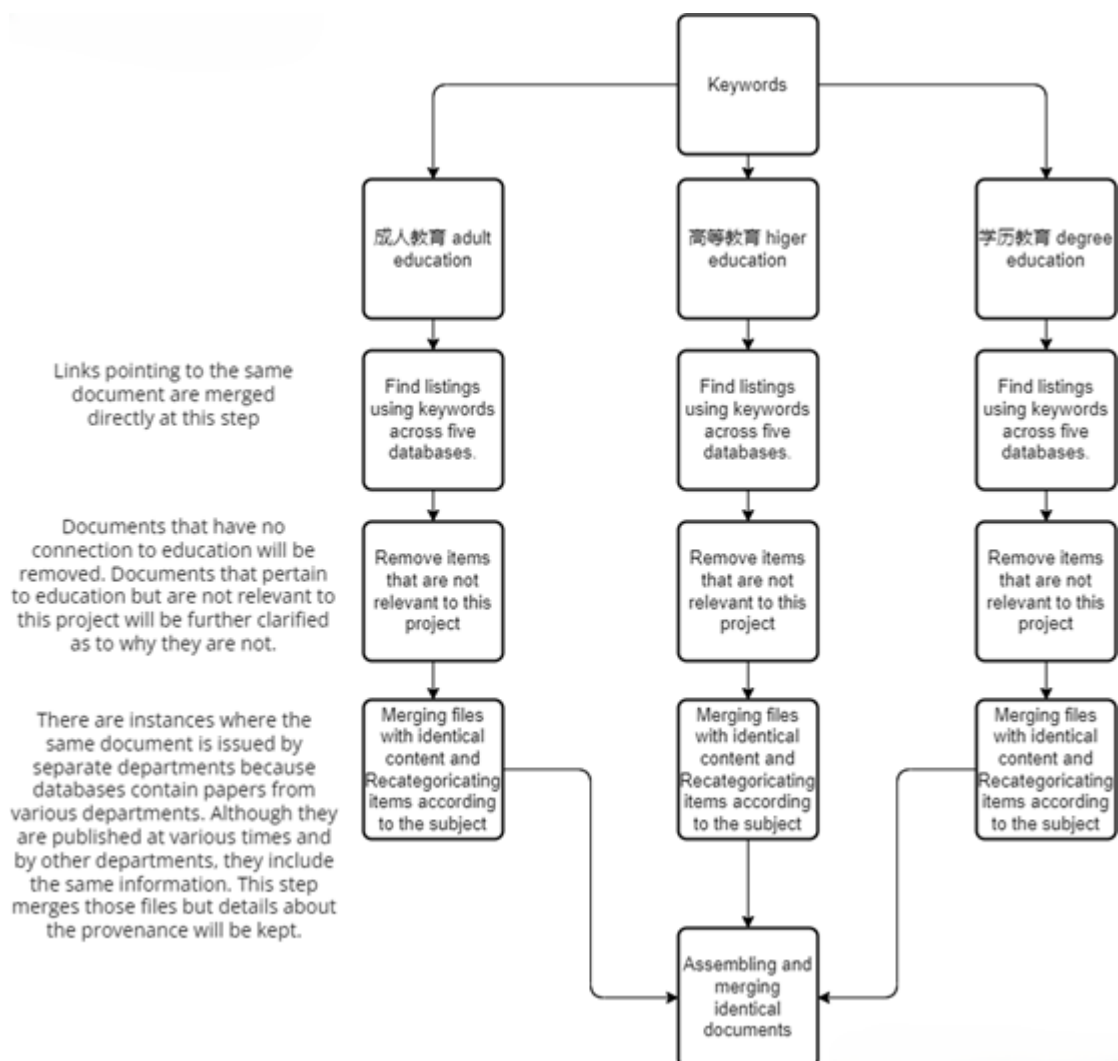 Keywords
成人教育 adult
education
高等教育 higer
education
学历教育 degree
education
Links pointing to the same
document are merged
directly at this step
Find listings
using keywords
across five
databases.
Find listings
using keywords
across five
databases.
Find listings
using keywords
across five
databases.
Documents that have no
connection to education will be
removed. Documents that pertain
to education but are not relevant to
this project will be further clarified
as to why they are not.
Remove items
that are not
relevant to this
project
Remove items
that are not
relevant to this
project
Remove items
that are not
relevant to this
project
There are instances where the
same document is issued by
separate departments because
databases contain papers from
various departments. Although they
are published at various times and
by other departments, they include
the same information. This step
merges those files but details about
the provenance will be kept.
Merging files
with identical
content and
Recategoricating
items according
to the subject
Merging files
with identical
content and
Recategoricating
items according
to the subject
Merging files
with identical
content and
Recategoricating
items according
to the subject
Assembling and
merging
identical
documents